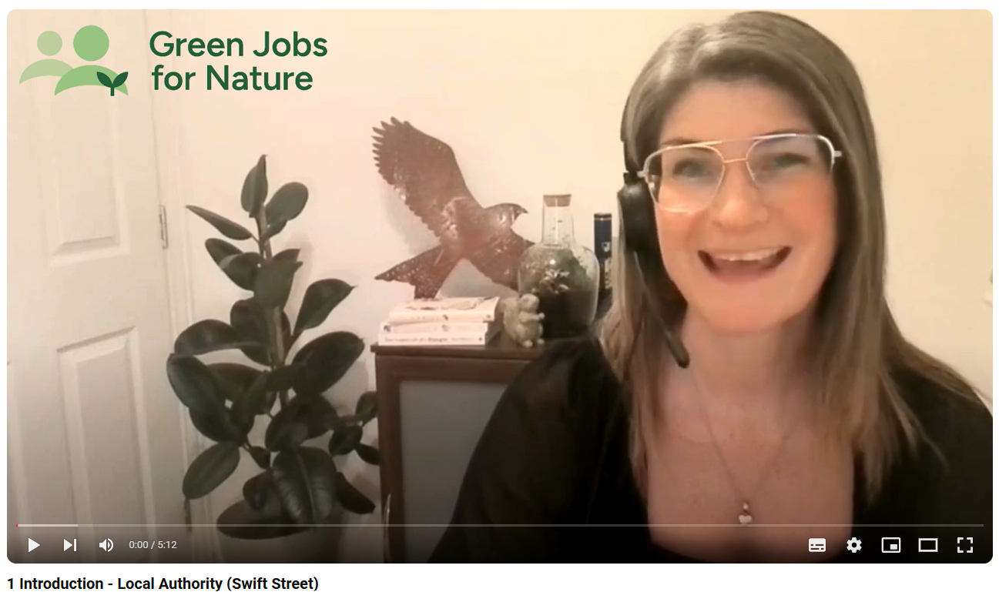 Green Jobs
for Nature
0:00 / 5:12
1 Introduction - Local Authority (Swift Street)